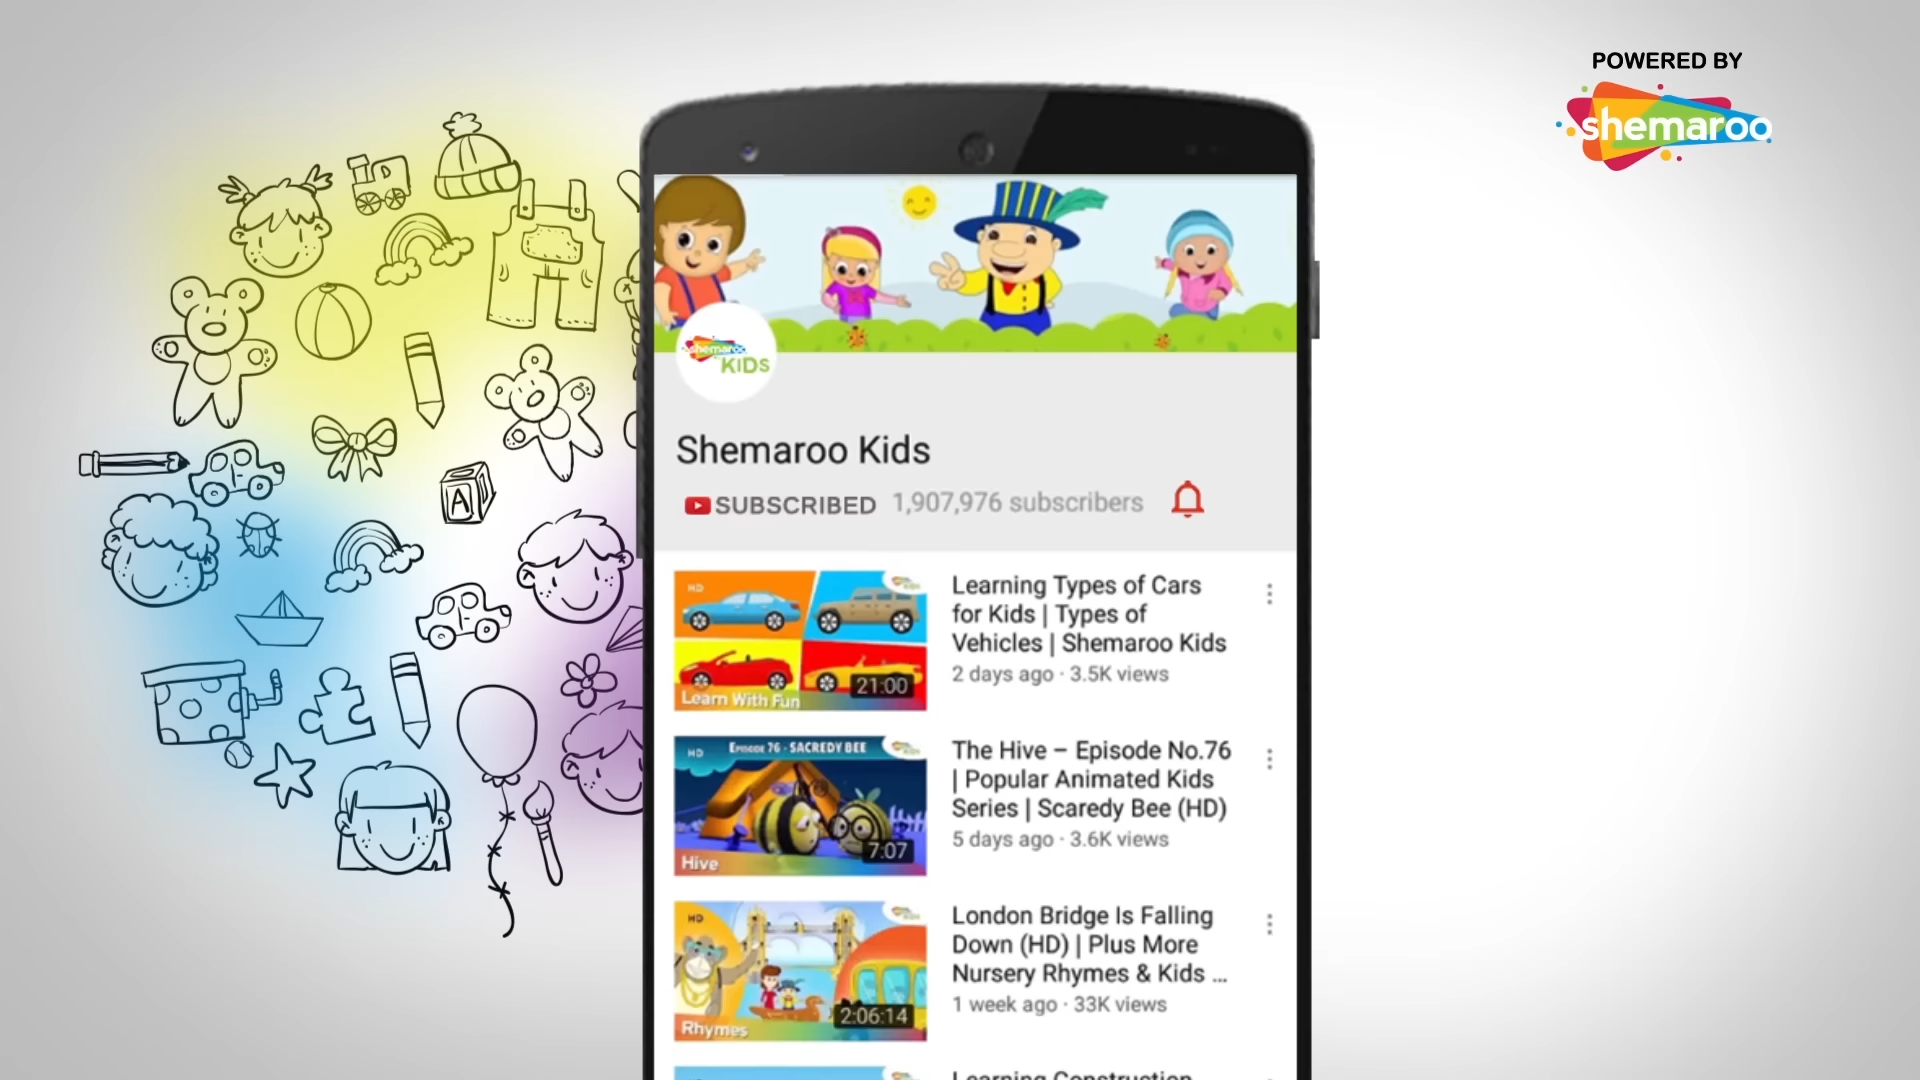 POWERED BY
shemaroo
shemaroo
KIDS
Shemaroo Kids
SUBSCRIBED 1,907,976 subscribers
HD
21:00
Learn With Fun
Learning Types of Cars
for Kids | Types of
Vehicles | Shemaroo Kids
2 days ago · 3.5K views
HD
EPISODE 76 - SACREDY BEE
7:07
Hive
The Hive – Episode No.76
| Popular Animated Kids
Series | Scaredy Bee (HD)
5 days ago · 3.6K views
HD
2:06:14
Rhymes
London Bridge Is Falling
Down (HD) | Plus More
Nursery Rhymes & Kids ...
1 week ago · 33K views
Learning Construction
D
A